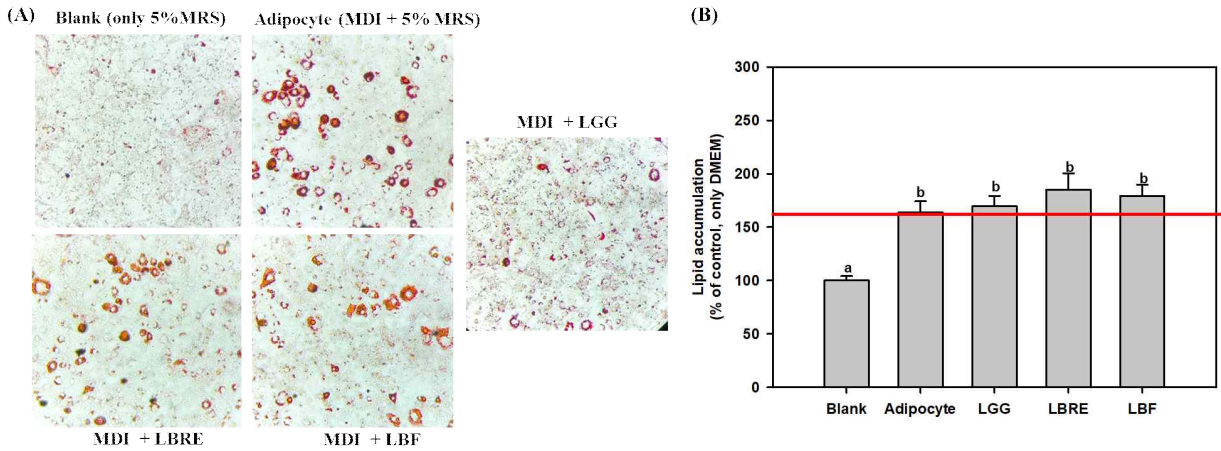 (A)
Blank (only 5%MRS)
Adipocyte (MDI + 5% MRS)
MDI + LGG
MDI + LBRE
MDI + LBF
(B)
Lipid accumulation
(% of control, only DMEM)
300
250
200
150
100
50
0
a
b
b
b
b
Blank
Adipocyte
LGG
LBRE
LBF